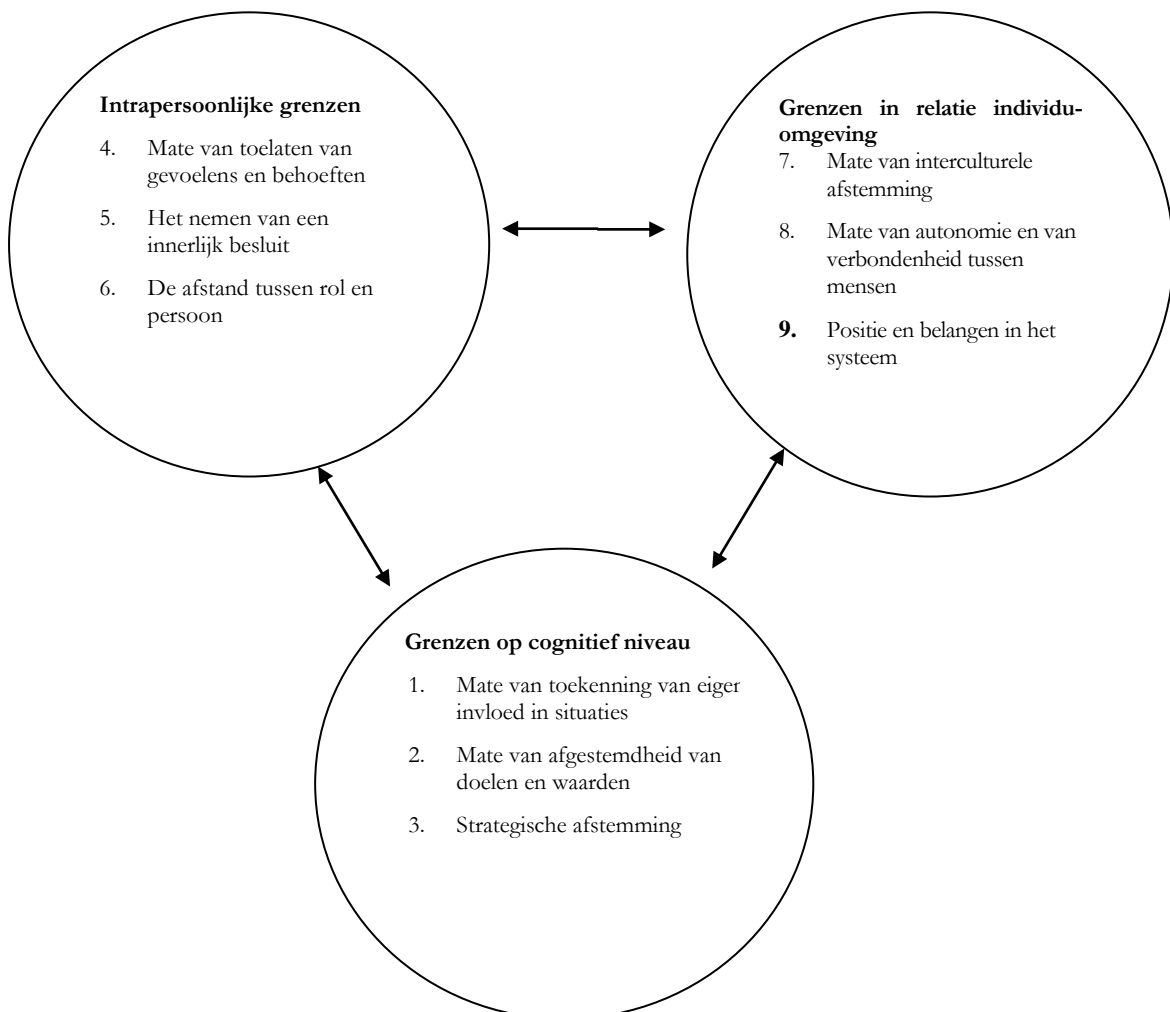 Intrapersoonlijke grenzen
4. Mate van toelaten van
gevoelens en behoeften
5. Het nemen van een
innerlijk besluit
6. De afstand tussen rol en
persoon
Grenzen in relatie individu-
omgeving
7. Mate van interculturele
afstemming
8. Mate van autonomie en van
verbondenheid tussen
mensen
9. Positie en belangen in het
systeem
Grenzen op cognitief niveau
1. Mate van toekenning van eigen
invloed in situaties
2. Mate van afgestemdheid van
doelen en waarden
3. Strategische afstemming